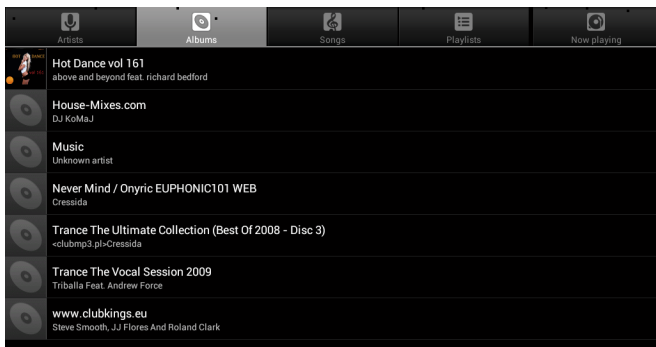 Artists
Albums
Songs
Playlists
Now playing
HOT DANCE
Hot Dance vol 161
above and beyond feat. richard bedford
House-Mixes.com
DJ KoMaJ
Music
Unknown artist
Never Mind / Onyric EUPHONIC101 WEB
Cressida
Trance The Ultimate Collection (Best Of 2008 - Disc 3)
<clubmp3.pl>Cressida
Trance The Vocal Session 2009
Triballa Feat. Andrew Force
www.clubkings.eu
Steve Smooth, JJ Flores And Roland Clark